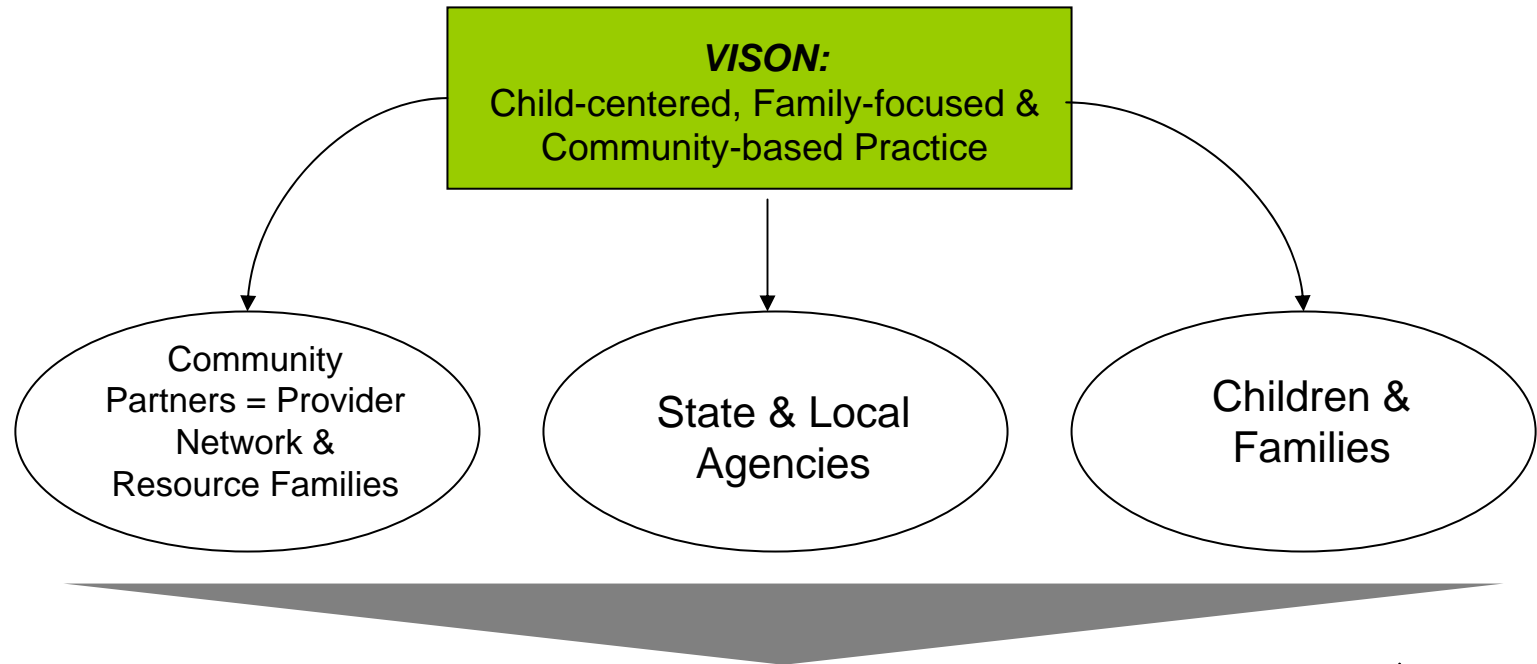 VISON:
Child-centered, Family-focused &
Community-based Practice
Community
Partners = Provider
Network &
Resource Families
State & Local
Agencies
Children &
Families